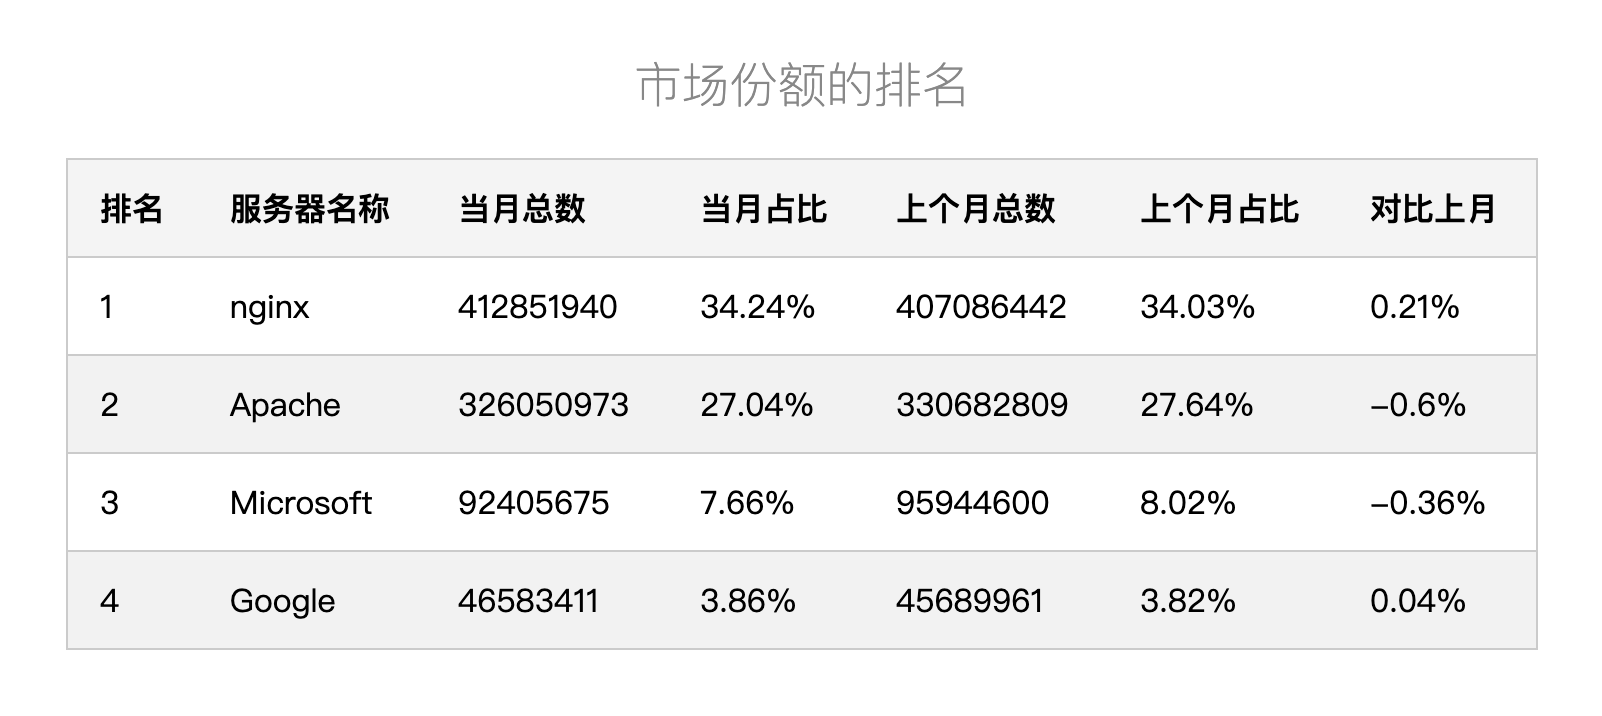 市场份额的排名
排名 服务器名称 当月总数 当月占比 上个月总数 上个月占比 对比上月
1 nginx 412851940 34.24% 407086442 34.03% 0.21%
2 Apache 326050973 27.04% 330682809 27.64% −0.6%
3 Microsoft 92405675 7.66% 95944600 8.02% −0.36%
4 Google 46583411 3.86% 45689961 3.82% 0.04%